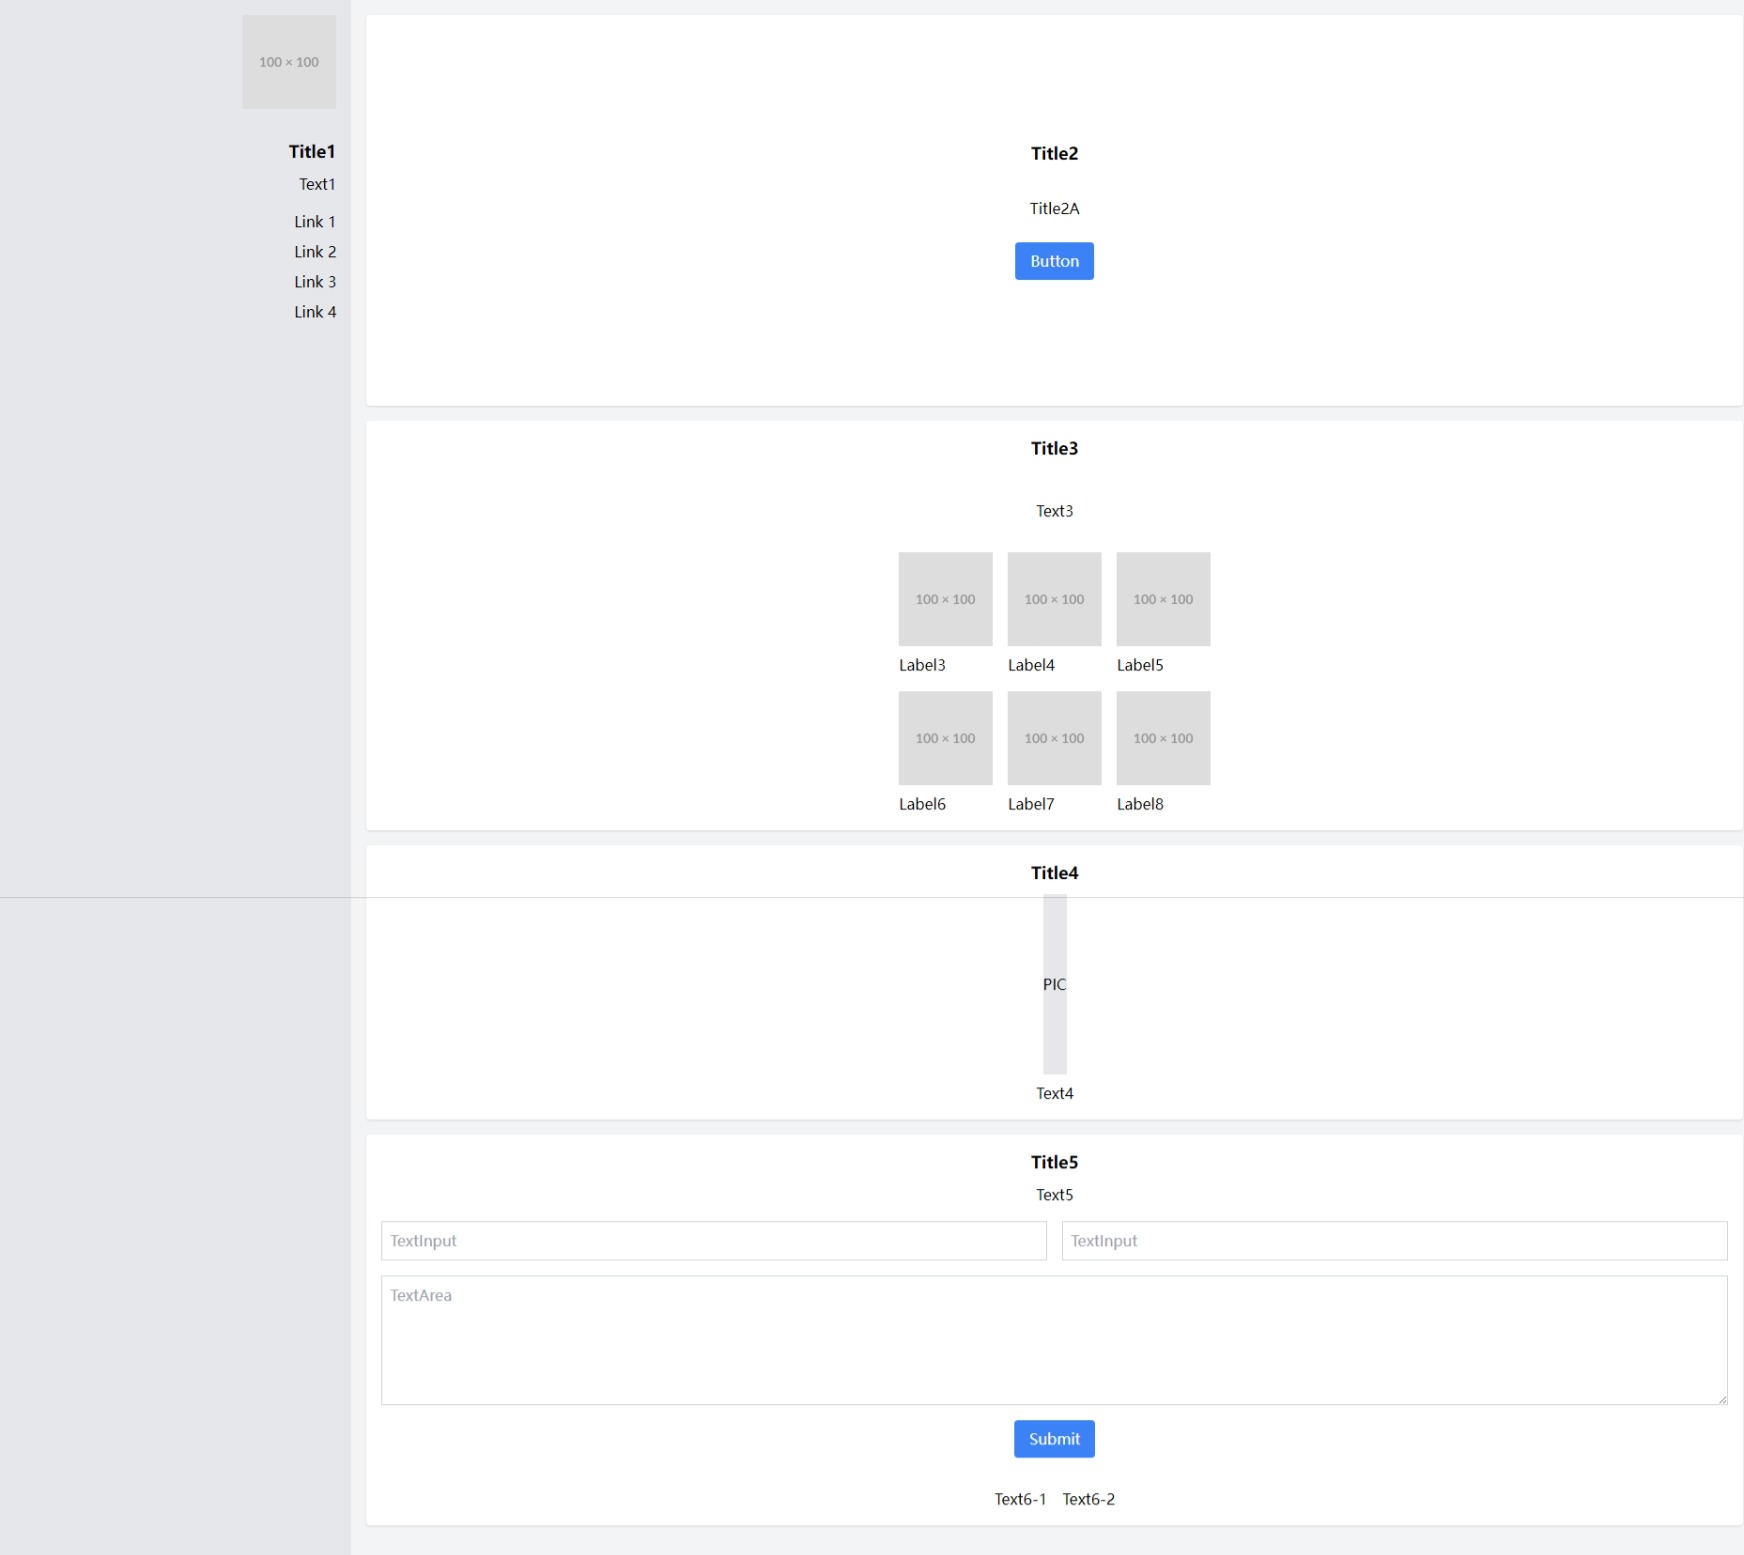 100 × 100
Title1
Text1
Link 1
Link 2
Link 3
Link 4
Title2
Title2A
Button
Title3
Text3
100 × 100 100 × 100 100 × 100
Label3 Label4 Label5
100 × 100 100 × 100 100 × 100
Label6 Label7 Label8
Title4
PIC
Text4
Title5
Text5
TextInput TextInput
TextArea
Submit
Text6-1 Text6-2